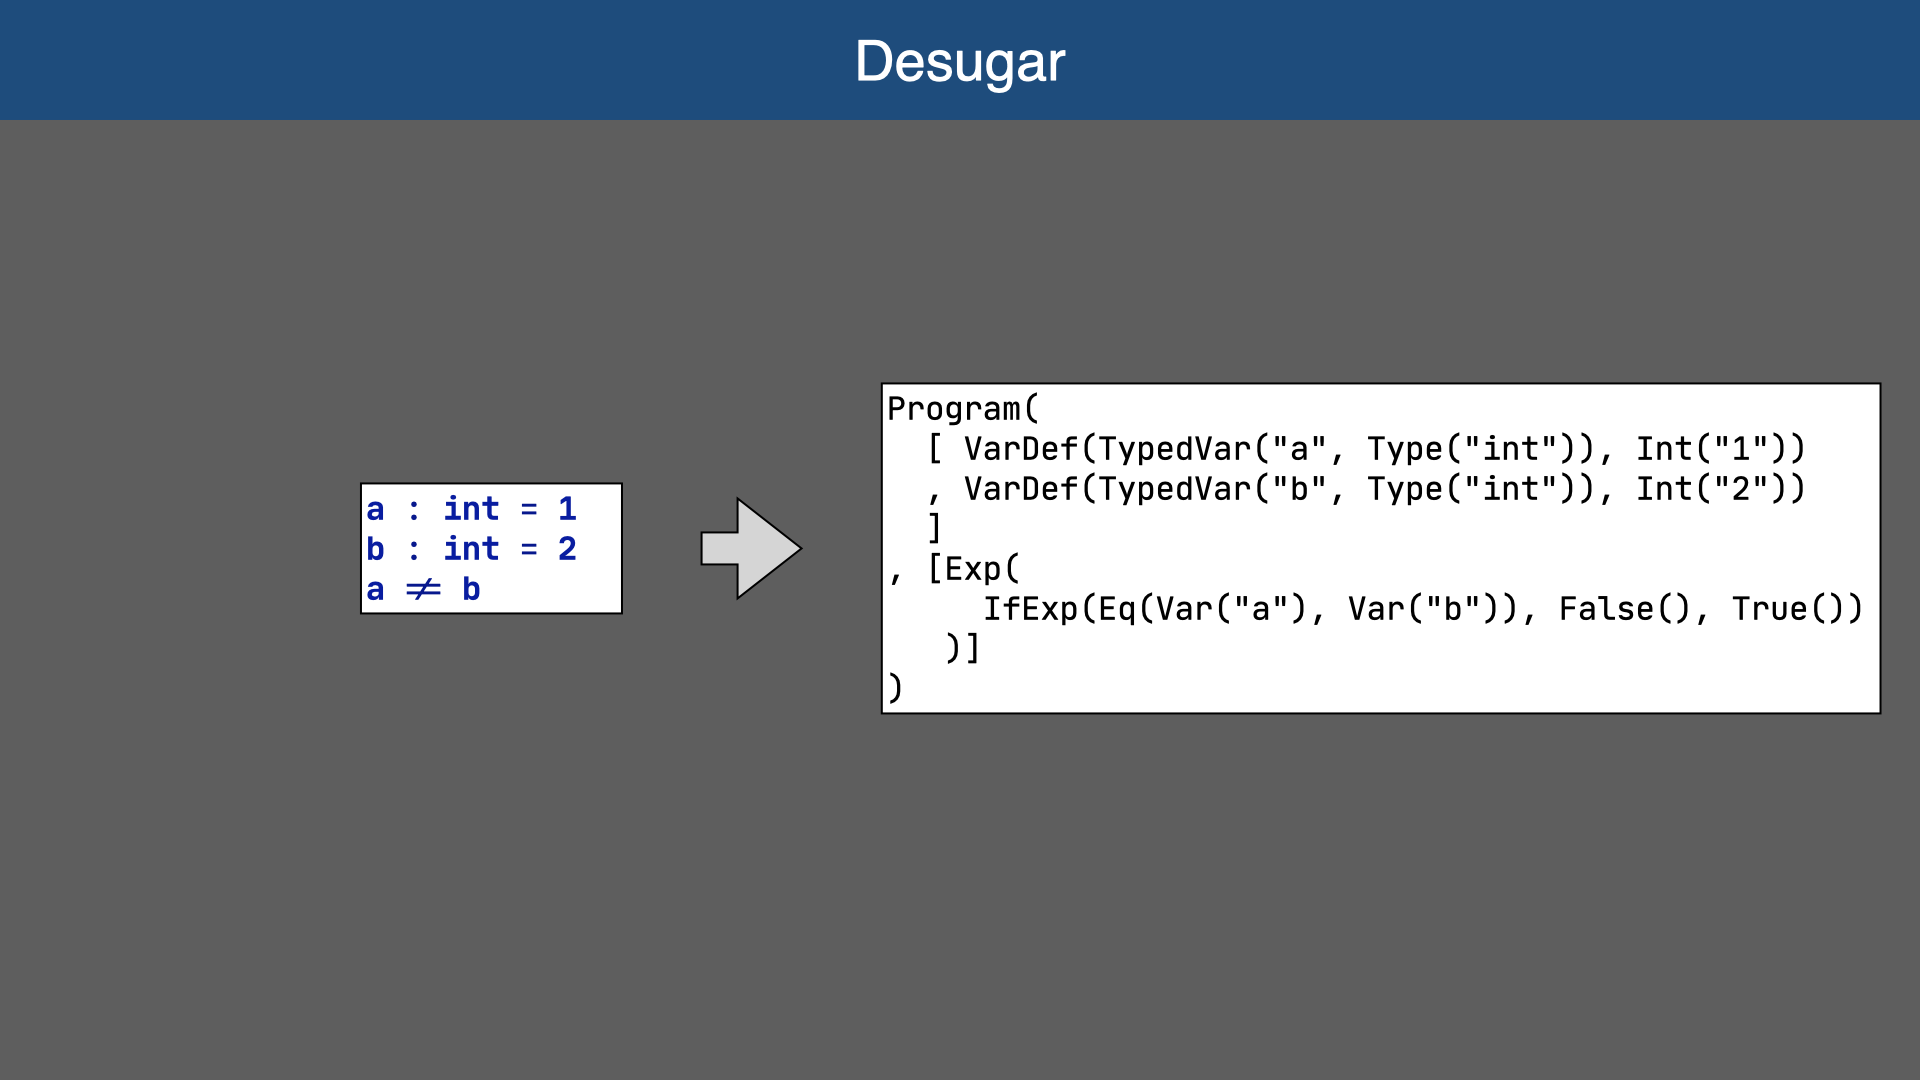 Desugar
a : int = 1
b : int = 2
a ≠ b
Program(
  [ VarDef(TypedVar("a", Type("int")), Int("1"))
  , VarDef(TypedVar("b", Type("int")), Int("2"))
  ]
, [Exp(
     IfExp(Eq(Var("a"), Var("b")), False(), True())
   )]
)